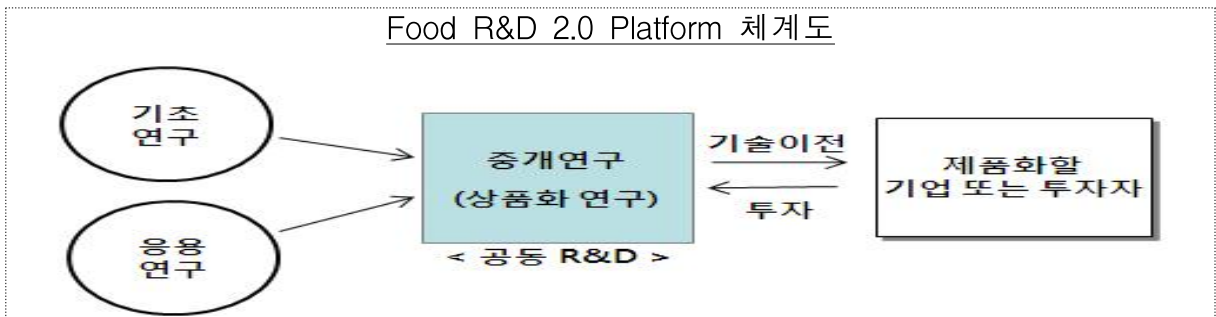 Food R&D 2.0 Platform 체계도
기초
연구
응용
연구
중개연구
(상품화 연구)
< 공동 R&D >
기술이전
투자
제품화할
기업 또는 투자자